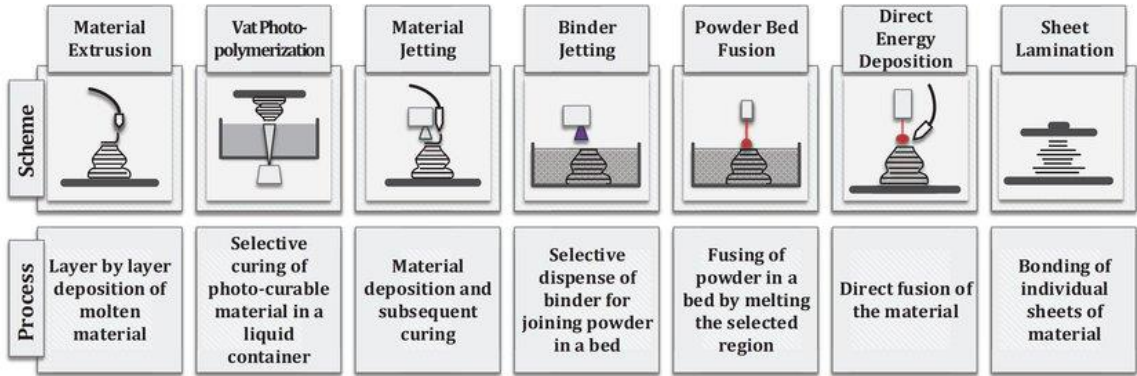 Material
Extrusion
Vat Photo-
polymerization
Material
Jetting
Binder
Jetting
Powder Bed
Fusion
Direct
Energy
Deposition
Sheet
Lamination
Scheme
Process
Layer by layer
deposition of
molten
material
Selective
curing of
photo-curable
material in a
liquid
container
Material
deposition and
subsequent
curing
Selective
dispense of
binder for
joining powder
in a bed
Fusing of
powder in a
bed by melting
the selected
region
Direct fusion of
the material
Bonding of
individual
sheets of
material